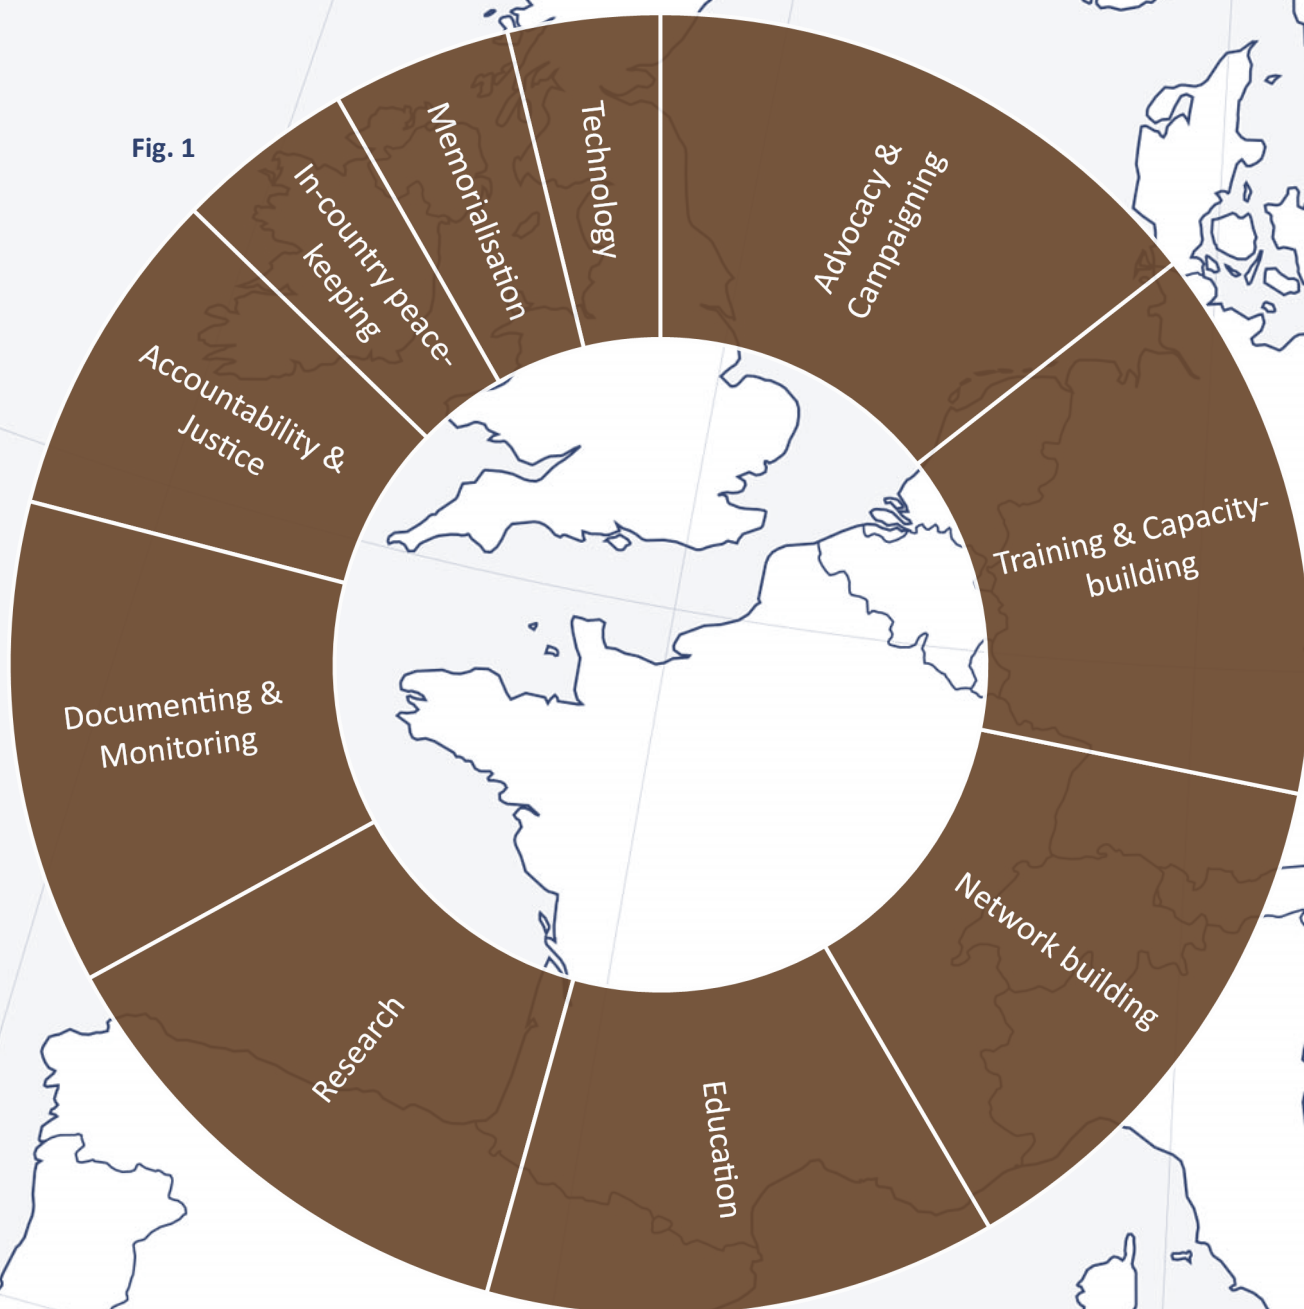 Fig. 1
Advocacy &
Campaigning
Training & Capacity-
building
Network building
Education
Research
Documenting &
Monitoring
Accountability &
Justice
In-country peace-
keeping
Memorialisation
Technology